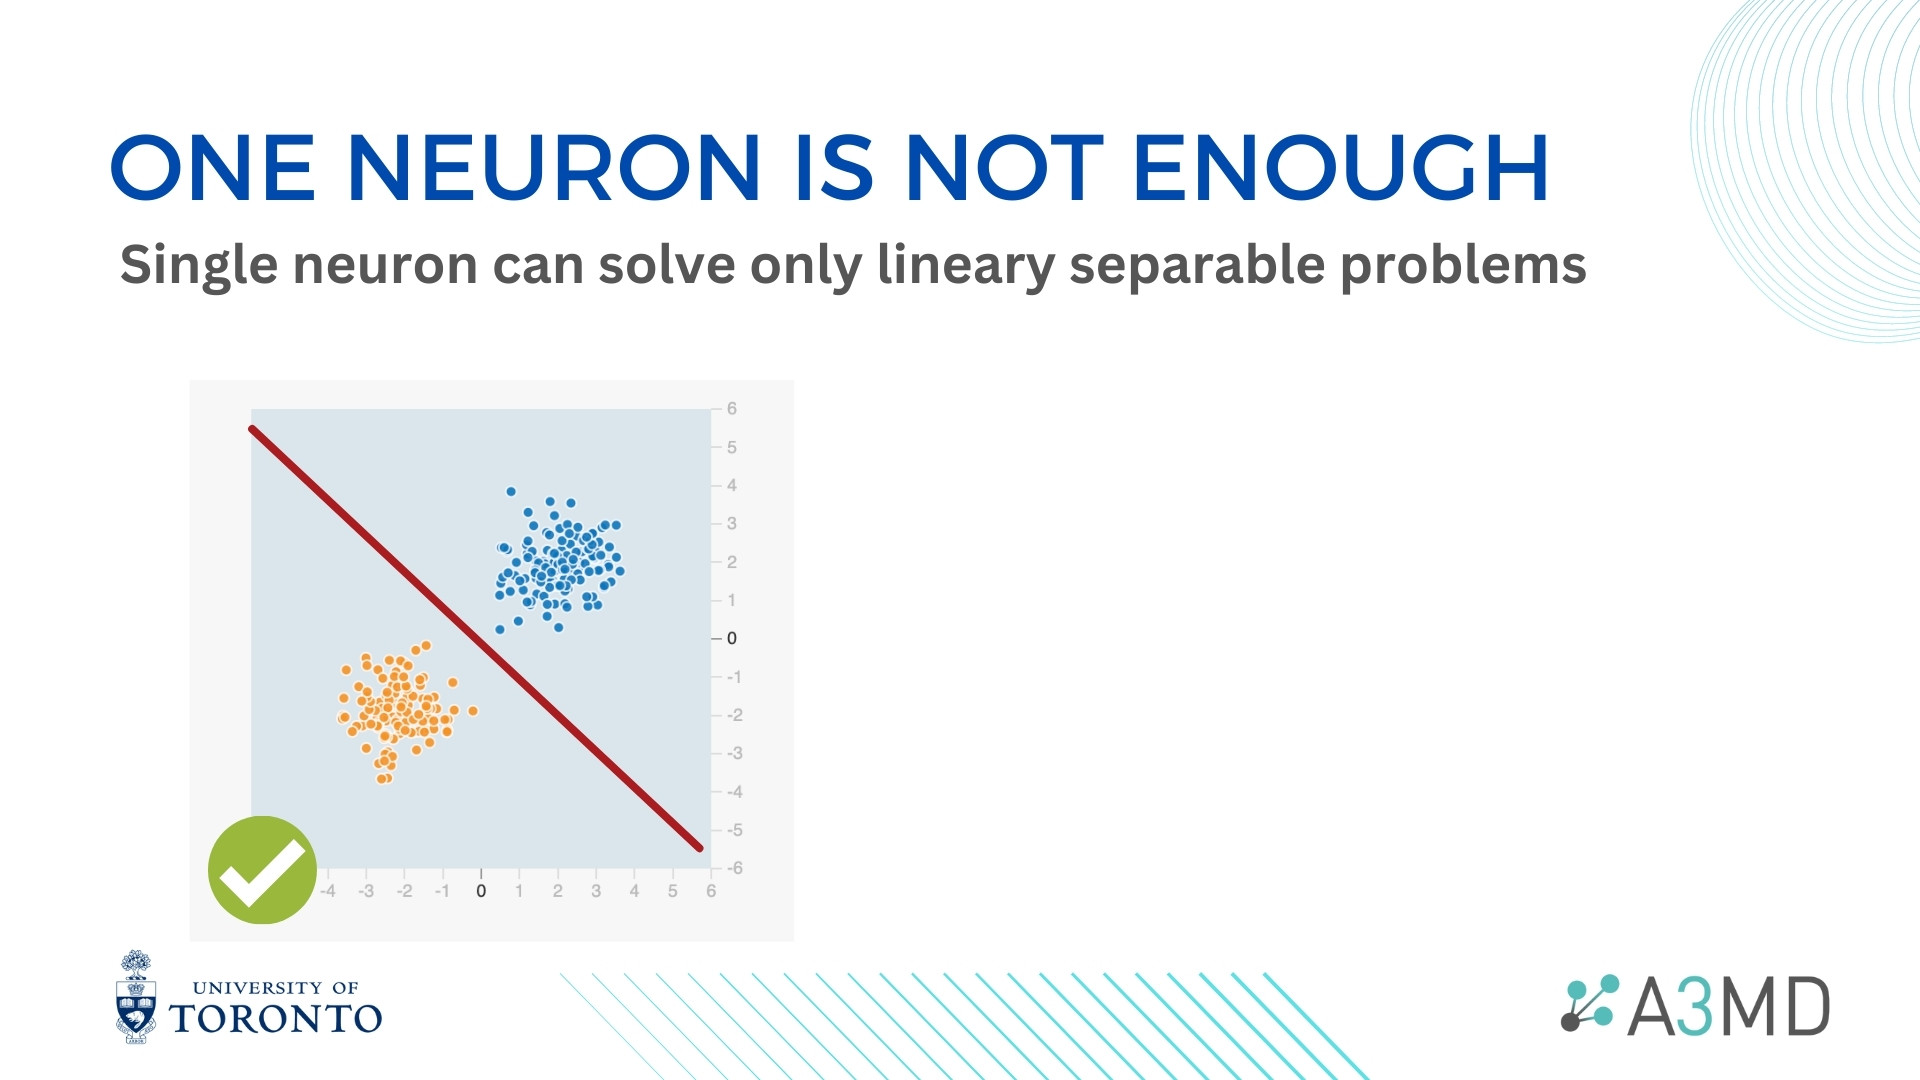 ONE NEURON IS NOT ENOUGH
Single neuron can solve only lineary separable problems
6
5
4
3
2
1
0
-1
-2
-3
-4
-5
-6
-4 -3 -2 -1 0 1 2 3 4 5 6
UNIVERSITY OF
TORONTO
A3MD